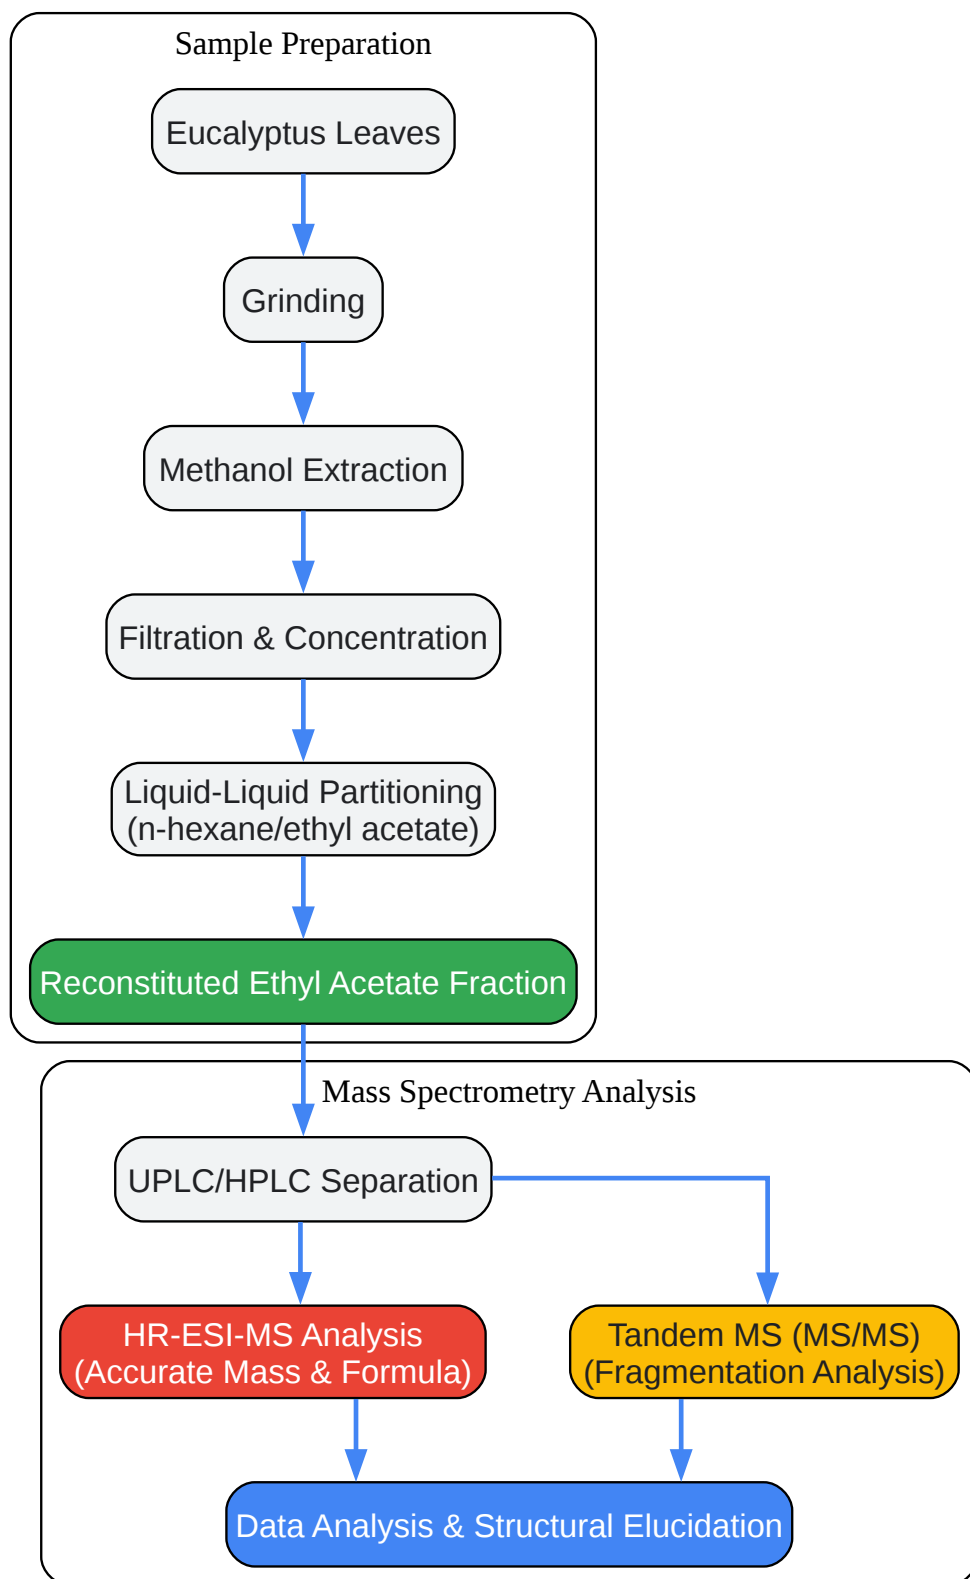 Sample Preparation
Eucalyptus Leaves
Grinding
Methanol Extraction
Filtration & Concentration
Liquid-Liquid Partitioning
(n-hexane/ethyl acetate)
Reconstituted Ethyl Acetate Fraction
Mass Spectrometry Analysis
UPLC/HPLC Separation
HR-ESI-MS Analysis
(Accurate Mass & Formula)
Tandem MS (MS/MS)
(Fragmentation Analysis)
Data Analysis & Structural Elucidation